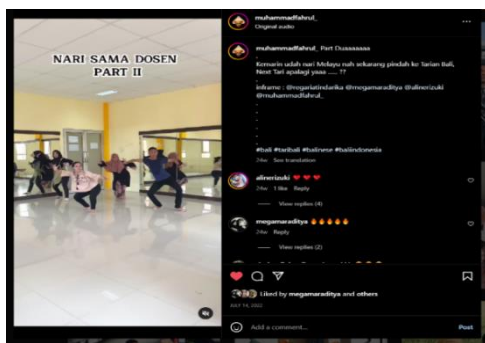 NARI SAMA DOSEN
PART II
muhammadfahrul_
Original audio
muhammadfahrul_ Part Duaaaaaaa
.
Kemarin udah nari Melayu nah sekarang pindah ke Tarian Bali,
Next Tari apalagi yaaa ..... ??
.
inframe : @regariatindarika @megamaraditya @alinerizuki
@muhammadfahrul_
.
.
.
.
.
#bali #taribali #balinese #baliindonesia
24w See translation
alinerizuki ❤️❤️❤️
24w 1 like Reply
View replies (4)
megamaraditya 🔥🔥🔥🔥🔥
24w Reply
View replies (2)
Liked by megamaraditya and others
JULY 14, 2022
Add a comment...
Post